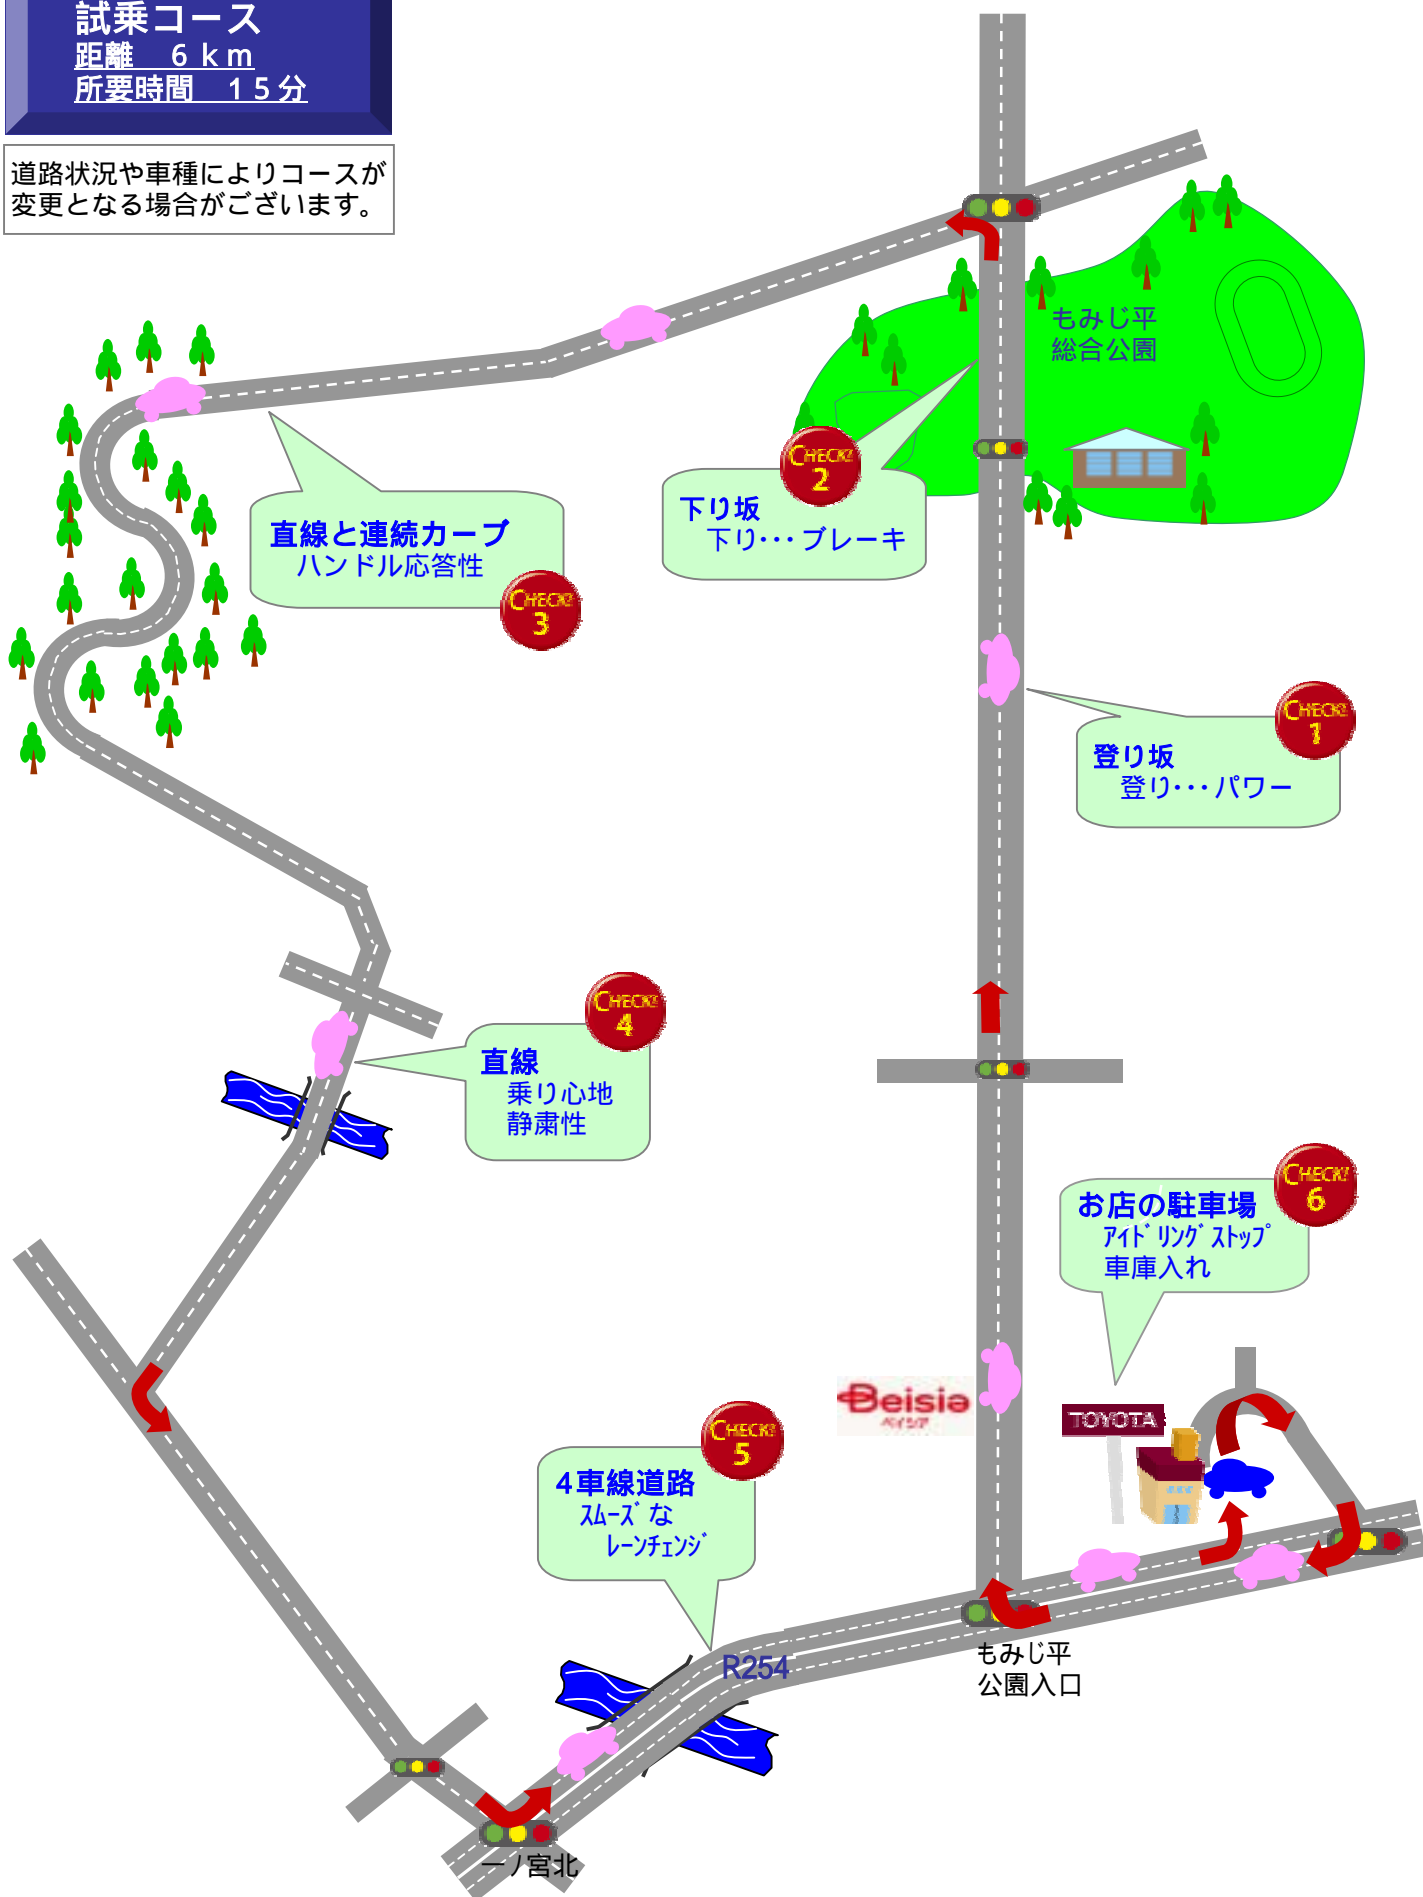 試乗コース
距離　６ｋｍ
所要時間　１５分
道路状況や車種によりコースが
変更となる場合がございます。
もみじ平
総合公園
CHECK!
2
下り坂
下り･･･ブレーキ
直線と連続カーブ
ハンドル応答性
CHECK!
3
CHECK!
1
登り坂
登り･･･パワー
CHECK!
4
直線
乗り心地
静粛性
CHECK!
6
お店の駐車場
ｱｲﾄﾞﾘﾝｸﾞｽﾄｯﾌﾟ
車庫入れ
Beisia
ベイシア
TOYOTA
CHECK!
5
4車線道路
ｽﾑｰｽﾞな
ﾚｰﾝﾁｪﾝｼﾞ
R254
もみじ平
公園入口
一ノ宮北